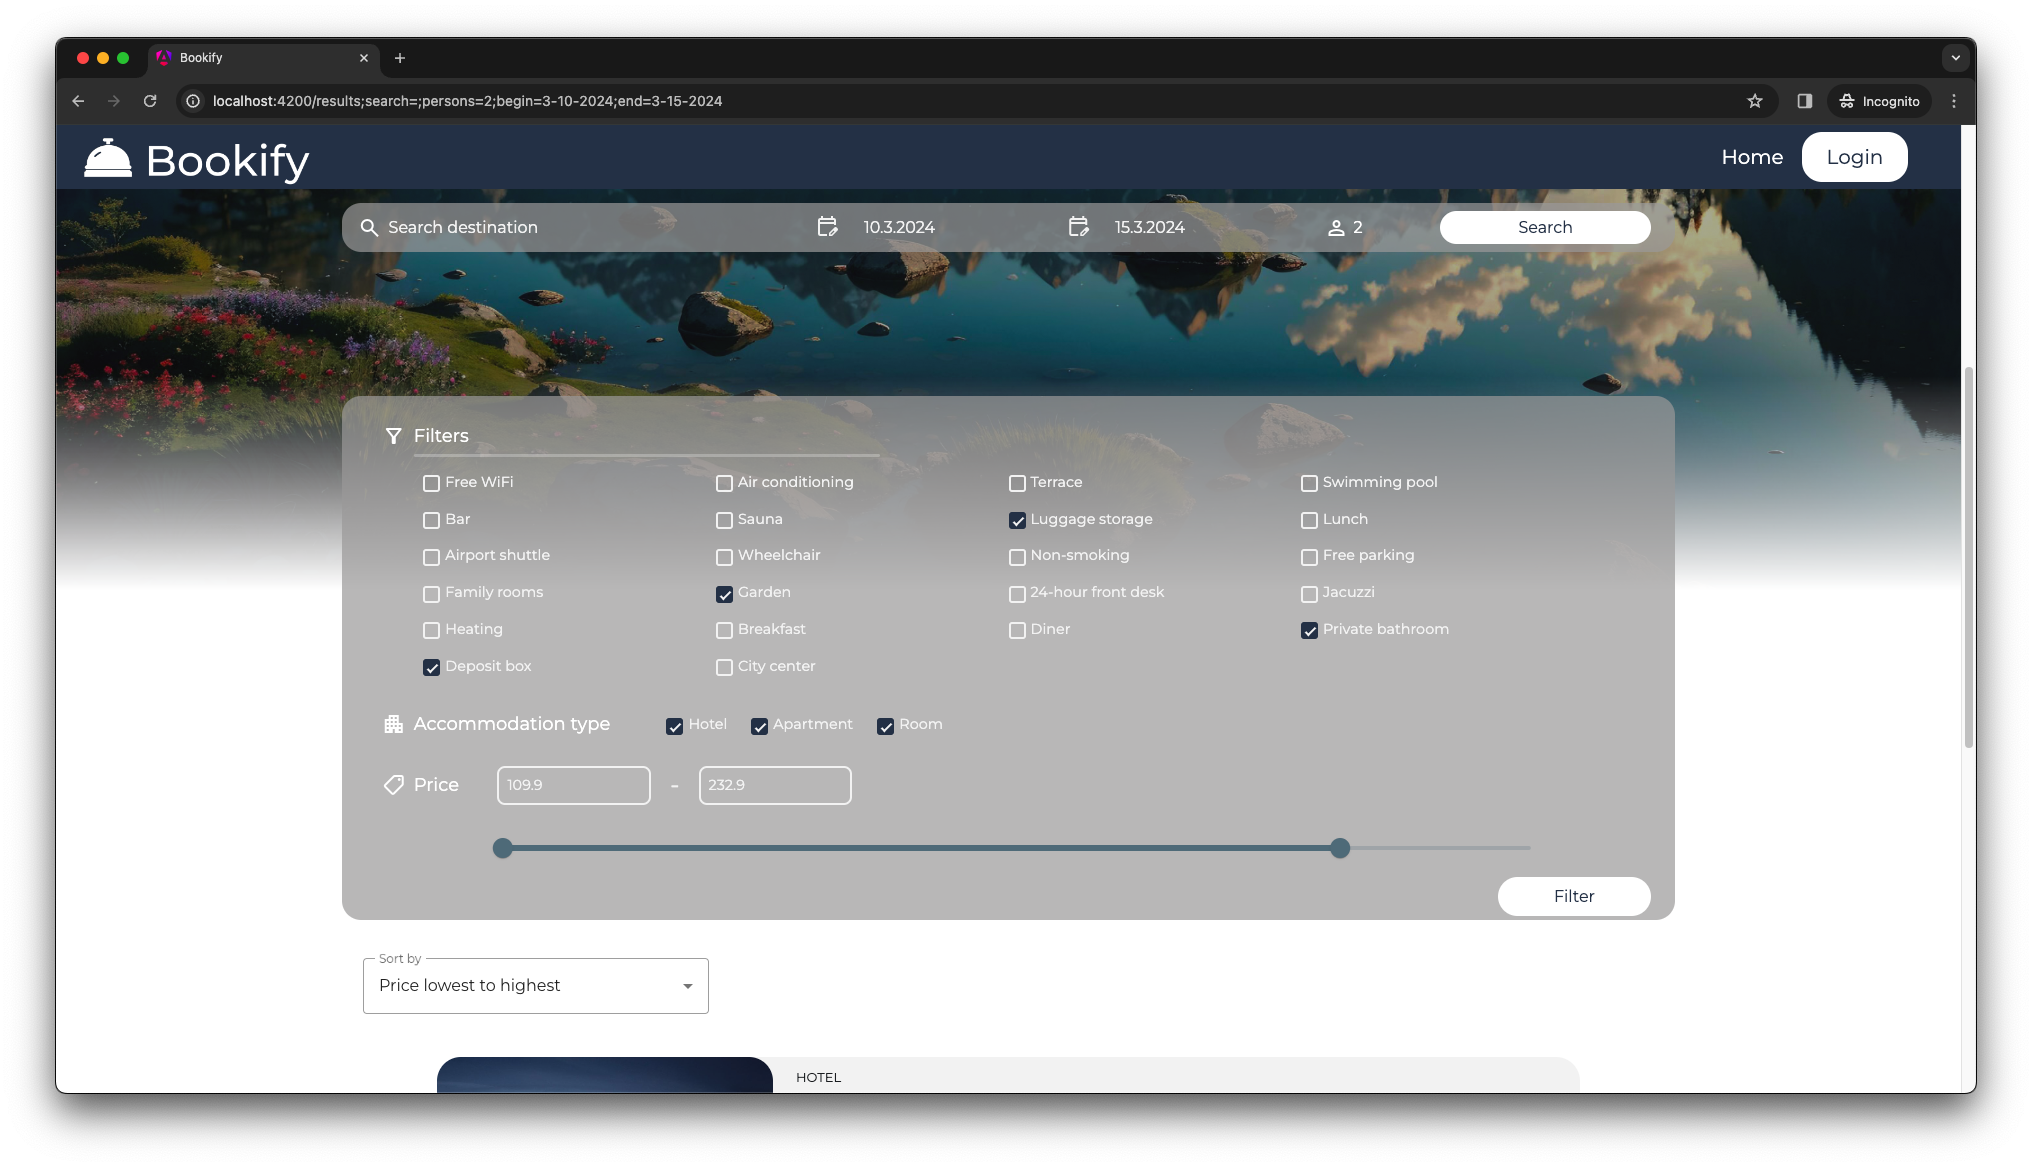 Bookify
localhost:4200/results;search=;persons=2;begin=3-10-2024;end=3-15-2024
Incognito
Bookify
Home
Login
Search destination
10.3.2024
15.3.2024
2
Search
Filters
Free WiFi
Air conditioning
Terrace
Swimming pool
Bar
Sauna
Luggage storage
Lunch
Airport shuttle
Wheelchair
Non-smoking
Free parking
Family rooms
Garden
24-hour front desk
Jacuzzi
Heating
Breakfast
Diner
Private bathroom
Deposit box
City center
Accommodation type
Hotel
Apartment
Room
Price
109.9
-
232.9
Filter
Sort by
Price lowest to highest
HOTEL